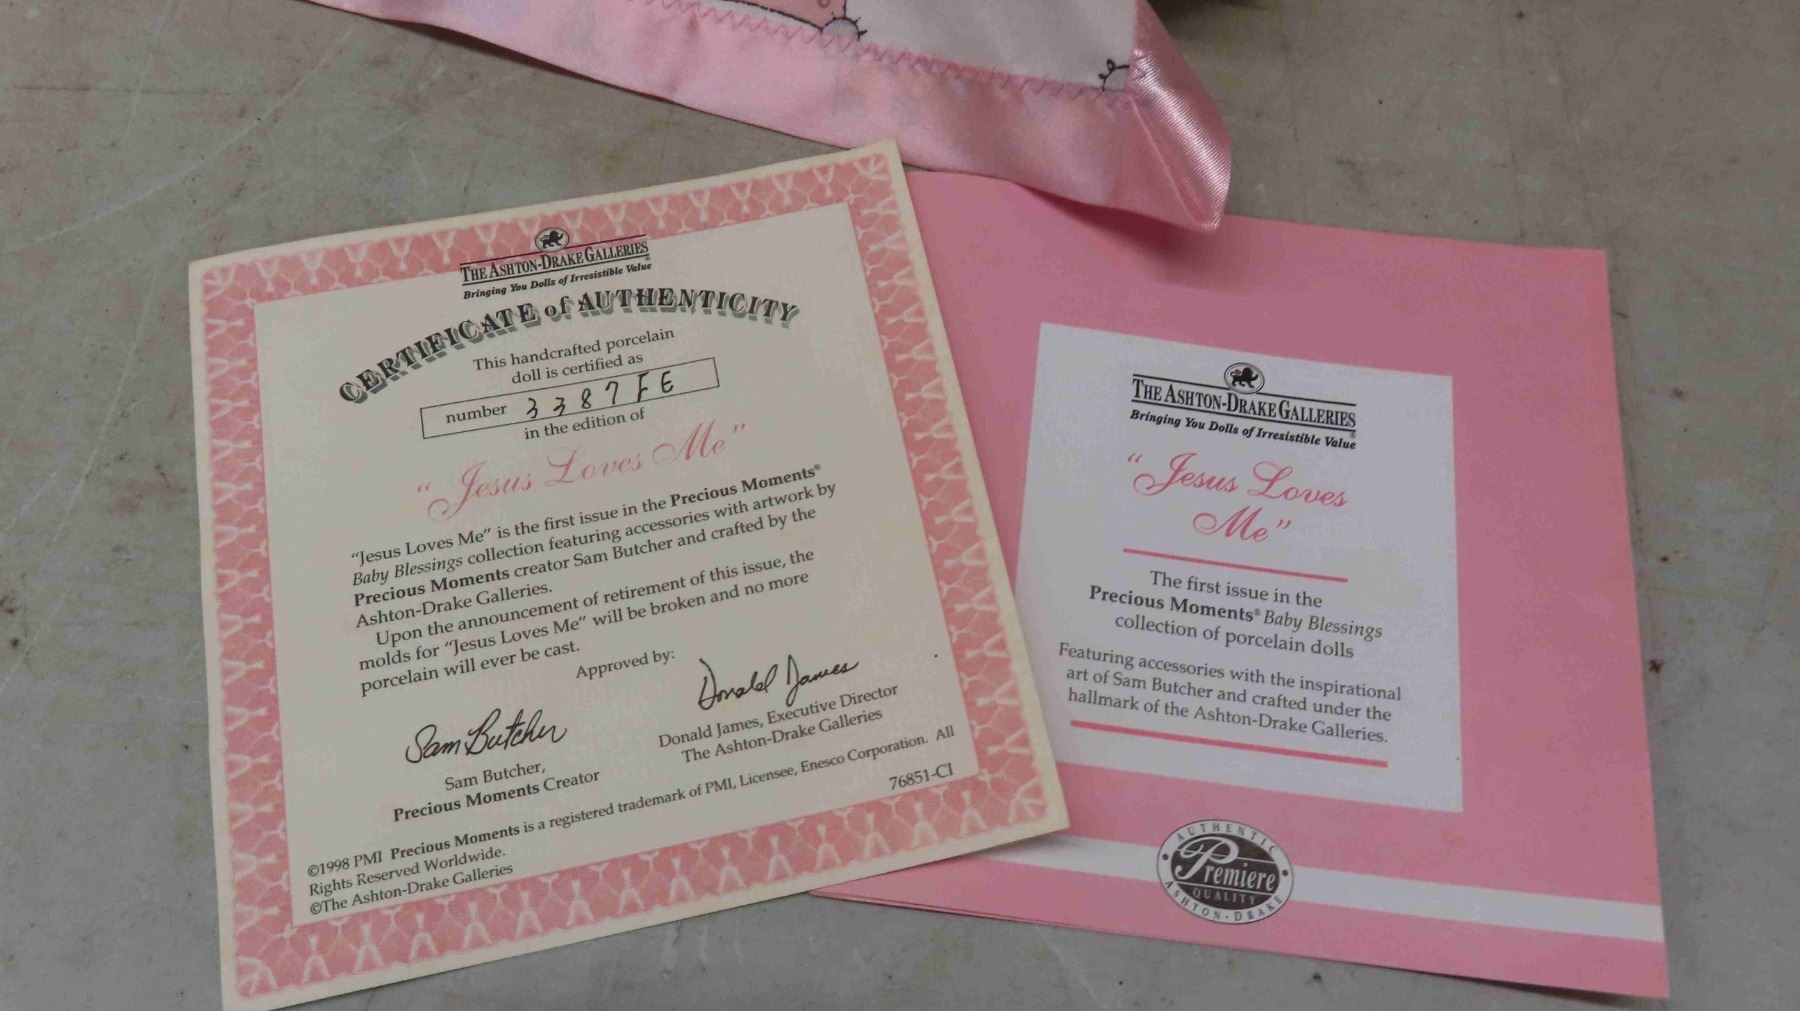 THE ASHTON-DRAKE GALLERIES®
Bringing You Dolls of Irresistible Value
CERTIFICATE of AUTHENTICITY
This handcrafted porcelain
doll is certified as
number 3387FE
in the edition of
“Jesus Loves Me”
“Jesus Loves Me” is the first issue in the Precious Moments®
Baby Blessings collection featuring accessories with artwork by
Precious Moments creator Sam Butcher and crafted by the
Ashton-Drake Galleries.
Upon the announcement of retirement of this issue, the
molds for “Jesus Loves Me” will be broken and no more
porcelain will ever be cast.
Approved by:
Sam Butcher
Sam Butcher,
Precious Moments Creator
Donald James
Donald James, Executive Director
The Ashton-Drake Galleries
©1998 PMI Precious Moments is a registered trademark of PMI, Licensee, Enesco Corporation. All
Rights Reserved Worldwide.
©The Ashton-Drake Galleries
76851-CI
THE ASHTON-DRAKE GALLERIES®
Bringing You Dolls of Irresistible Value
“Jesus Loves
Me”
The first issue in the
Precious Moments® Baby Blessings
collection of porcelain dolls
Featuring accessories with the inspirational
art of Sam Butcher and crafted under the
hallmark of the Ashton-Drake Galleries.
AUTHENTIC
Premiere
QUALITY
ASHTON-DRAKE